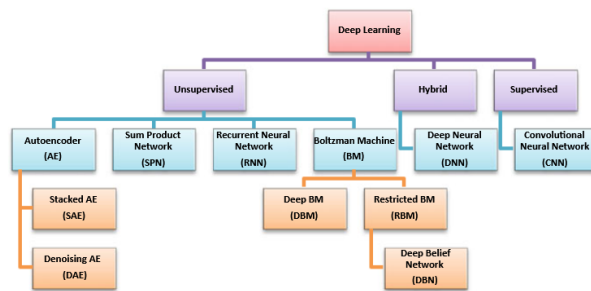 Deep Learning
Unsupervised
Hybrid
Supervised
Autoencoder
(AE)
Sum Product
Network
(SPN)
Recurrent Neural
Network
(RNN)
Boltzman Machine
(BM)
Deep Neural
Network
(DNN)
Convolutional
Neural Network
(CNN)
Stacked AE
(SAE)
Deep BM
(DBM)
Restricted BM
(RBM)
Denoising AE
(DAE)
Deep Belief
Network
(DBN)